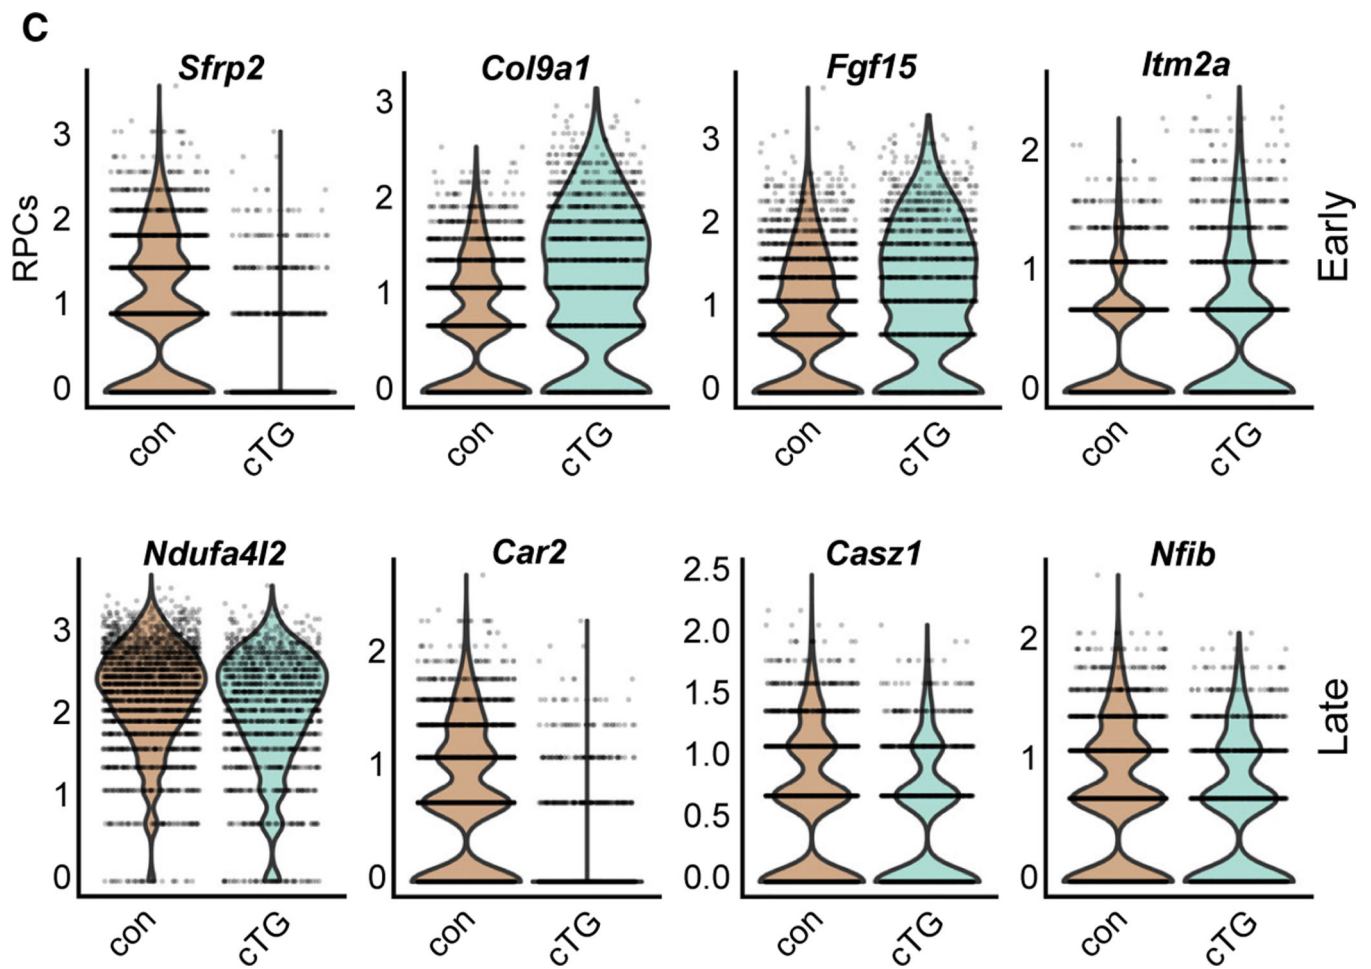 C
Sfrp2 Col9a1 Fgf15 Itm2a
RPCs
3 2 1 0
3 2 1 0
3 2 1 0
2 1 0
Early
con cTG con cTG con cTG con cTG
Ndufa4l2 Car2 Casz1 Nfib
3 2 1 0
2 1 0
2.5 2.0 1.5 1.0 0.5 0.0
2 1 0
Late
con cTG con cTG con cTG con cTG